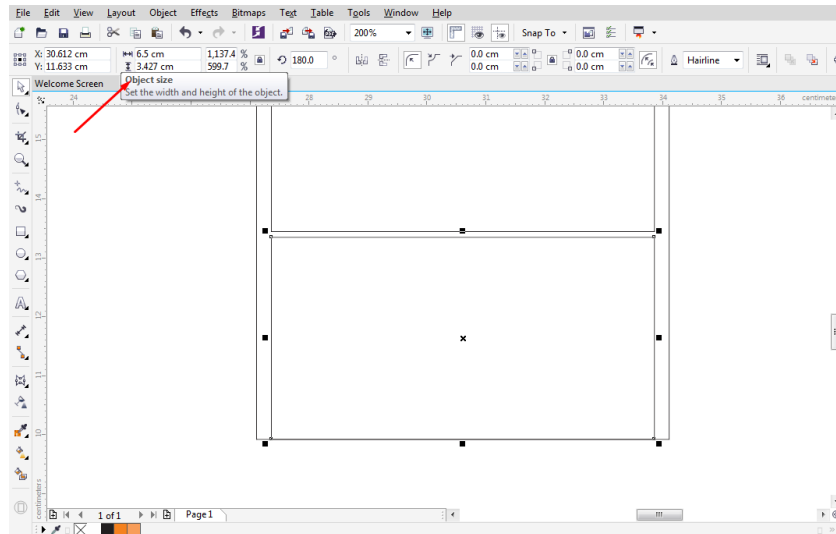 File Edit View Layout Object Effects Bitmaps Text Table Tools Window Help
200% Snap To
X: 30.612 cm 6.5 cm 1,137.4 % 180.0 ° 0.0 cm 0.0 cm Hairline
Y: 11.633 cm 3.427 cm 599.7 % 0.0 cm 0.0 cm
Welcome Screen
Object size
Set the width and height of the object.
24 28 29 30 31 32 33 34 35 36 centimete
15
14
13
12
11
10
centimeters
1 of 1 Page 1